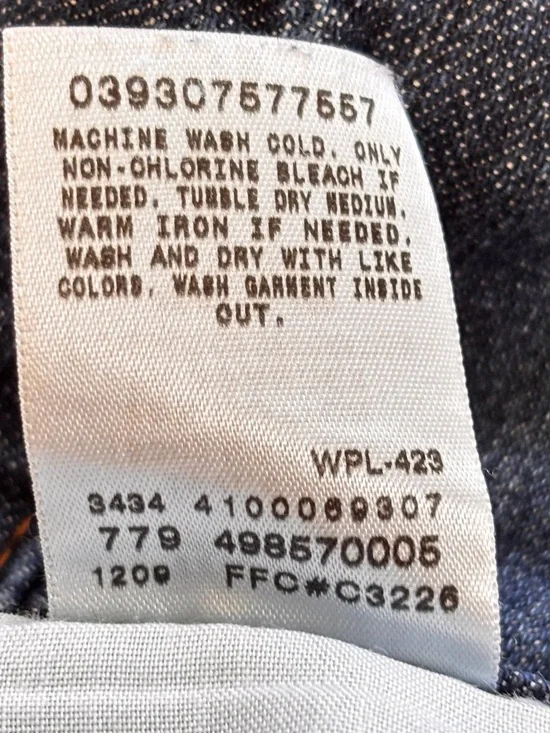 039307577557
MACHINE WASH COLD. ONLY
NON-CHLORINE BLEACH IF
NEEDED. TUMBLE DRY MEDIUM.
WARM IRON IF NEEDED.
WASH AND DRY WITH LIKE
COLORS. WASH GARMENT INSIDE
OUT.
WPL-423
3434 4100069307
779 498570005
1209 FFC#C3226